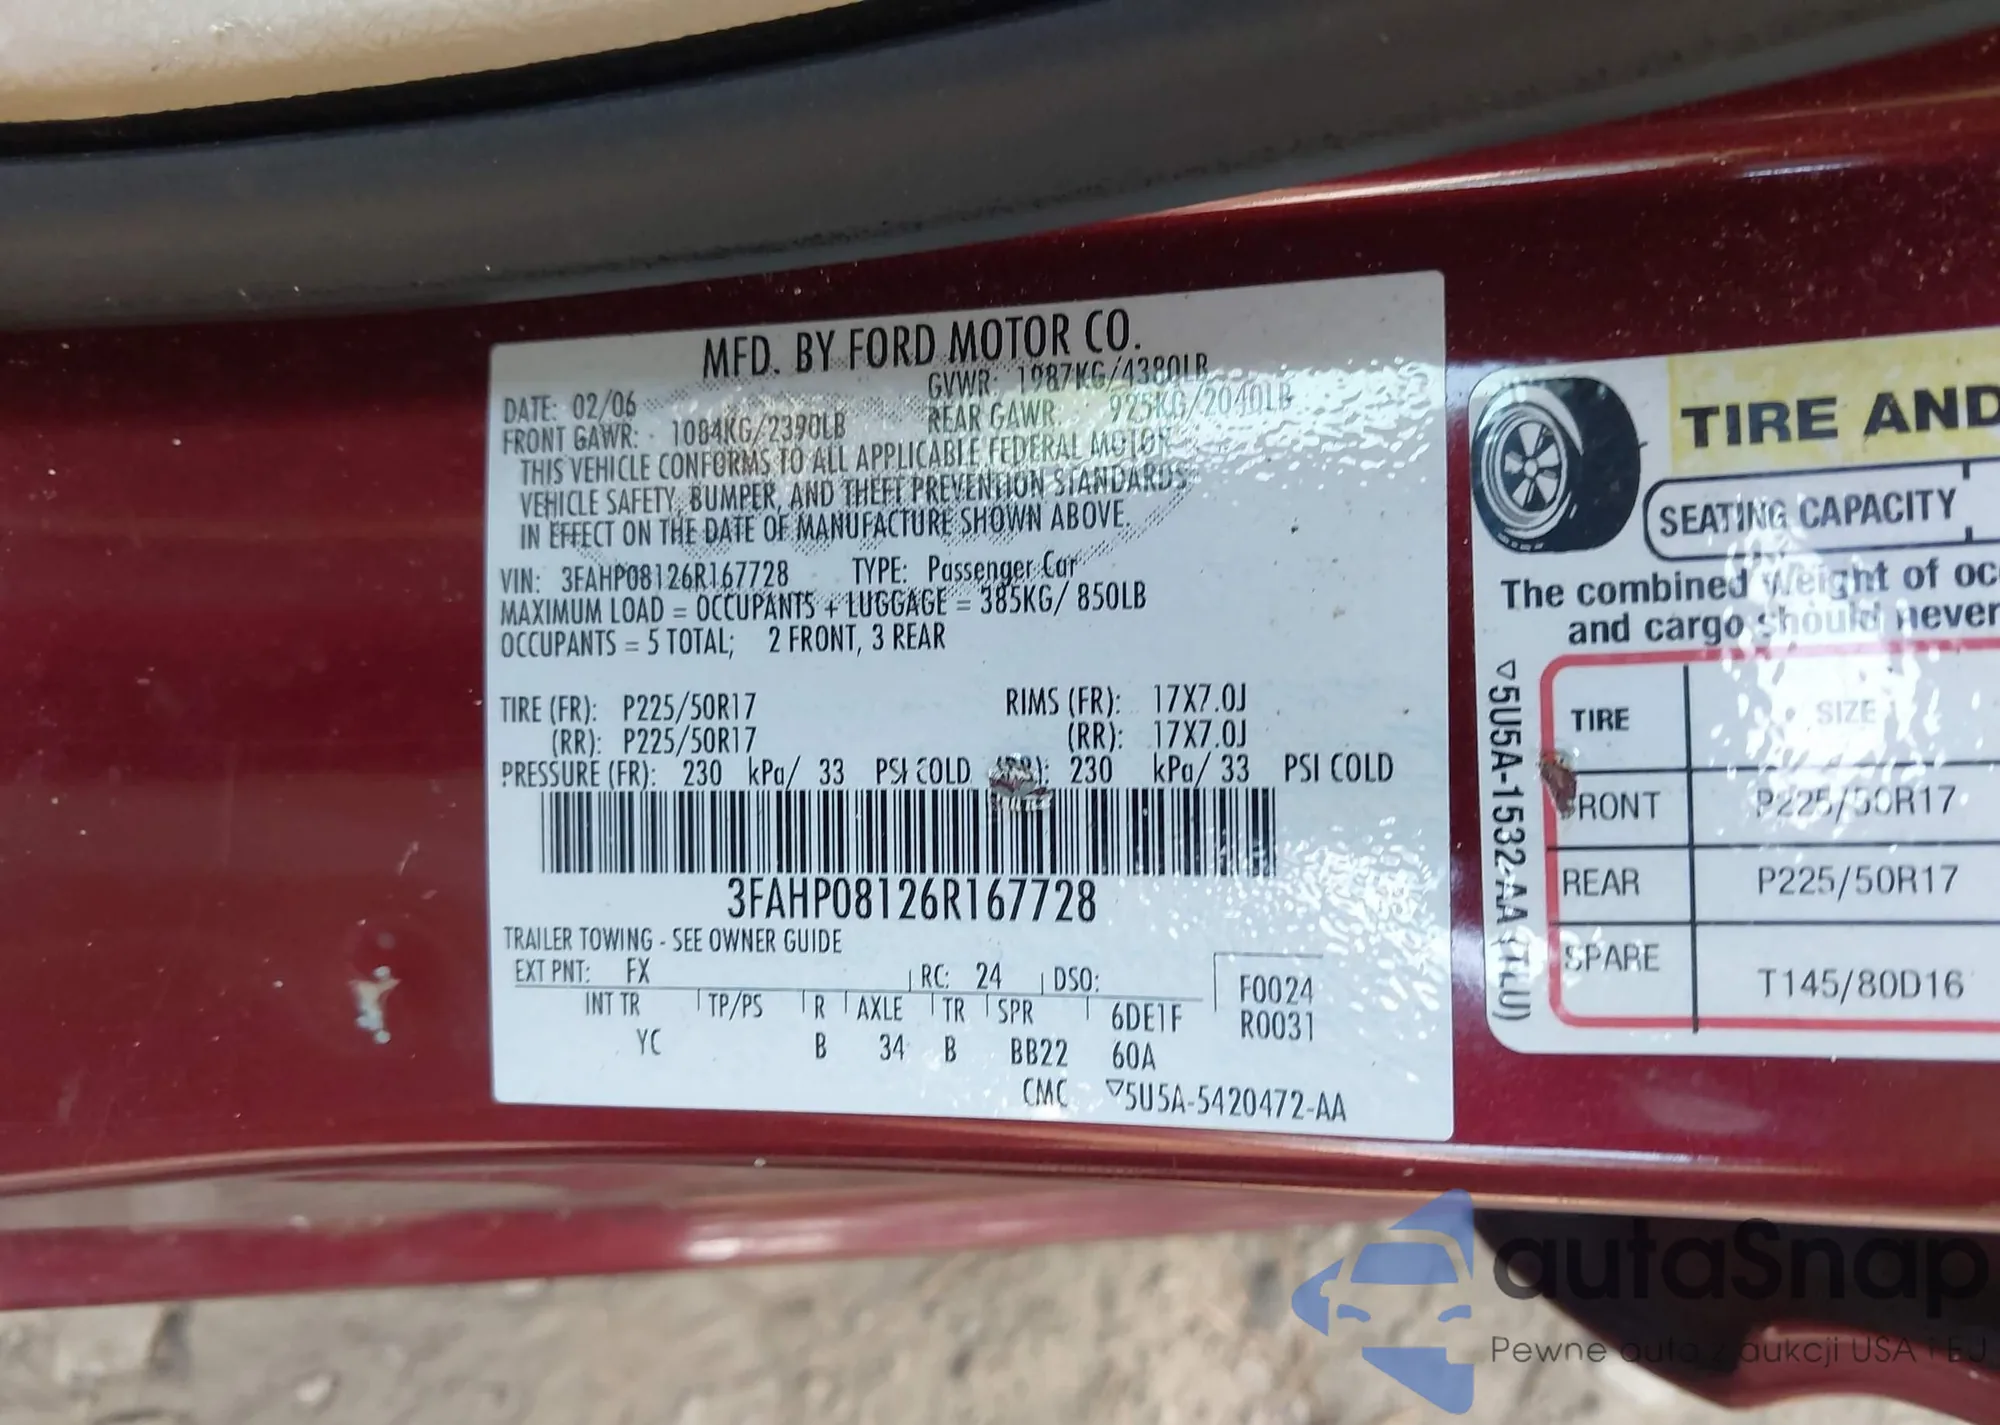 MFD. BY FORD MOTOR CO.
DATE: 02/06 GVWR: 1987KG/4380LB
FRONT GAWR: 1084KG/2390LB REAR GAWR: 925KG/2040LB
THIS VEHICLE CONFORMS TO ALL APPLICABLE FEDERAL MOTOR
VEHICLE SAFETY, BUMPER, AND THEFT PREVENTION STANDARDS
IN EFFECT ON THE DATE OF MANUFACTURE SHOWN ABOVE.
VIN: 3FAHP08126R167728 TYPE: Passenger Car
MAXIMUM LOAD = OCCUPANTS + LUGGAGE = 385KG/ 850LB
OCCUPANTS = 5 TOTAL; 2 FRONT, 3 REAR
TIRE (FR): P225/50R17 RIMS (FR): 17X7.0J
(RR): P225/50R17 (RR): 17X7.0J
PRESSURE (FR): 230 kPa/ 33 PSI COLD (RR): 230 kPa/ 33 PSI COLD
3FAHP08126R167728
TRAILER TOWING - SEE OWNER GUIDE
EXT PNT: FX RC: 24 DSO: F0024
INT TR TP/PS R AXLE TR SPR 6DE1F R0031
YC B 34 B BB22 60A
CMC ▽5U5A-5420472-AA
TIRE AND
SEATING CAPACITY
The combined weight of oc
and cargo should never
▽5U5A-1532-AA (TLU)
TIRE SIZE
FRONT P225/50R17
REAR P225/50R17
SPARE T145/80D16
autaSnap
Pewne auta z aukcji USA i EU